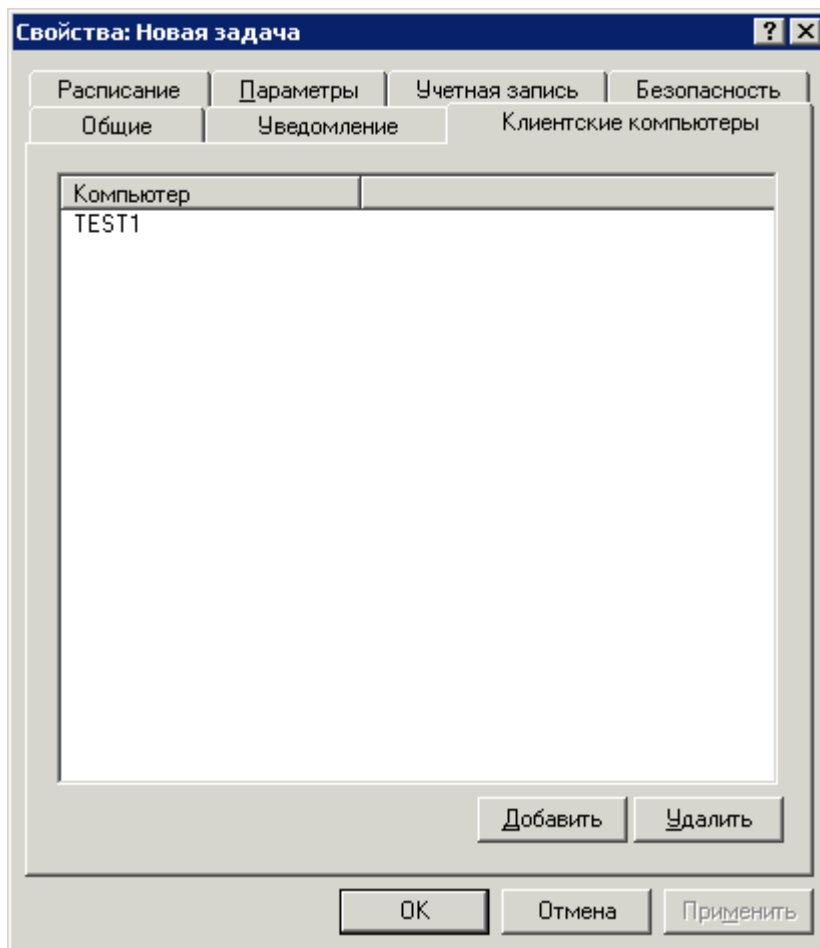 Свойства: Новая задача
Расписание Параметры Учетная запись Безопасность
Общие Уведомление Клиентские компьютеры
Компьютер
TEST1
Добавить Удалить
OK Отмена Применить